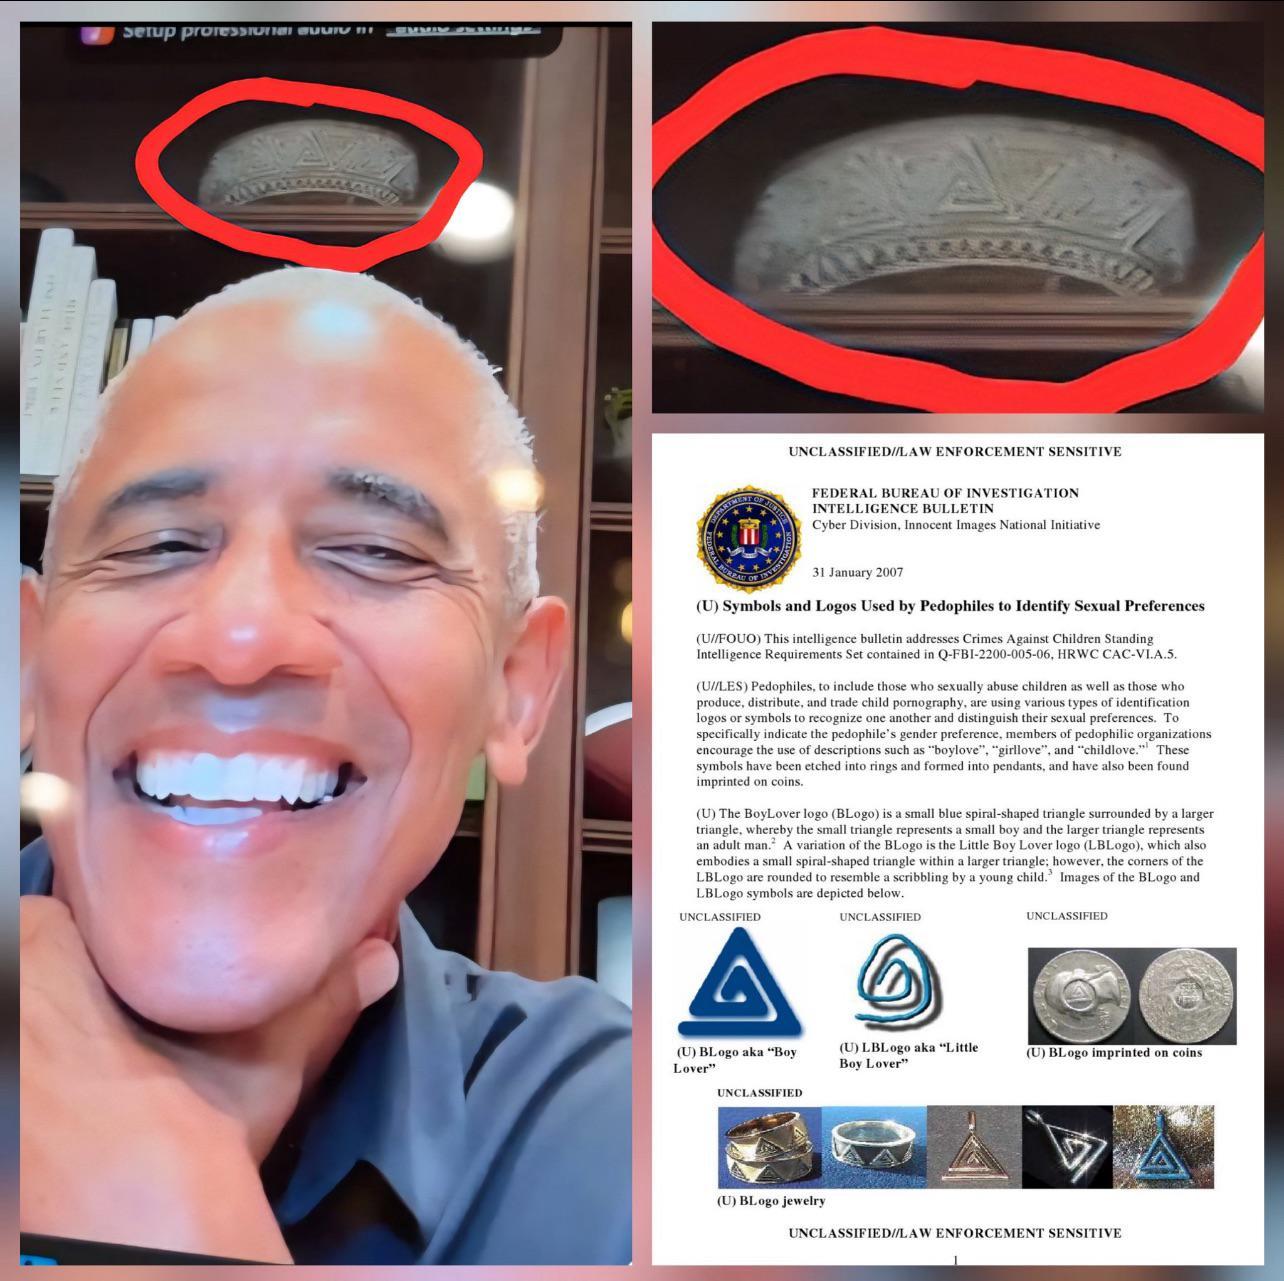 Setup professional audio in audio settings
UNCLASSIFIED//LAW ENFORCEMENT SENSITIVE
FEDERAL BUREAU OF INVESTIGATION
INTELLIGENCE BULLETIN
Cyber Division, Innocent Images National Initiative
31 January 2007
DEPARTMENT OF JUSTICE
FEDERAL BUREAU OF INVESTIGATION
(U) Symbols and Logos Used by Pedophiles to Identify Sexual Preferences
(U//FOUO) This intelligence bulletin addresses Crimes Against Children Standing
Intelligence Requirements Set contained in Q-FBI-2200-005-06, HRWC CAC-VI.A.5.
(U//LES) Pedophiles, to include those who sexually abuse children as well as those who
produce, distribute, and trade child pornography, are using various types of identification
logos or symbols to recognize one another and distinguish their sexual preferences. To
specifically indicate the pedophile's gender preference, members of pedophilic organizations
encourage the use of descriptions such as “boylove”, “girllove”, and “childlove.”1 These
symbols have been etched into rings and formed into pendants, and have also been found
imprinted on coins.
(U) The BoyLover logo (BLogo) is a small blue spiral-shaped triangle surrounded by a larger
triangle, whereby the small triangle represents a small boy and the larger triangle represents
an adult man.2 A variation of the BLogo is the Little Boy Lover logo (LBLogo), which also
embodies a small spiral-shaped triangle within a larger triangle; however, the corners of the
LBLogo are rounded to resemble a scribbling by a young child.3 Images of the BLogo and
LBLogo symbols are depicted below.
UNCLASSIFIED
UNCLASSIFIED
UNCLASSIFIED
(U) BLogo aka “Boy
Lover”
(U) LBLogo aka “Little
Boy Lover”
(U) BLogo imprinted on coins
UNCLASSIFIED
(U) BLogo jewelry
UNCLASSIFIED//LAW ENFORCEMENT SENSITIVE
1